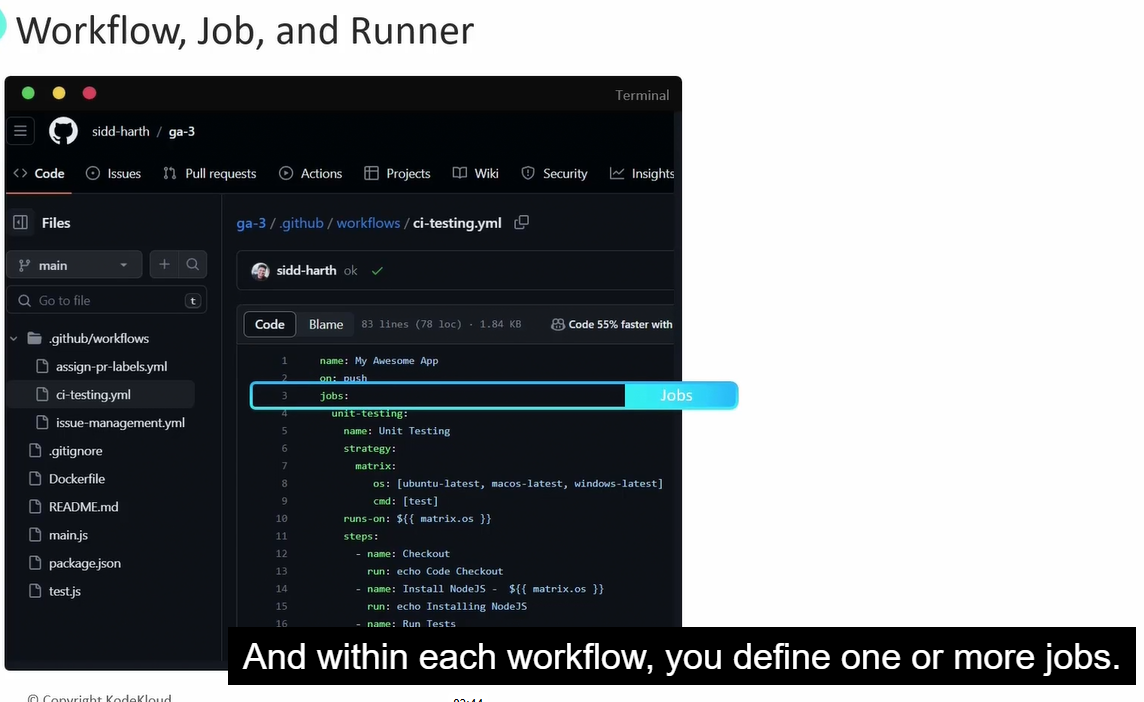 Workflow, Job, and Runner
Terminal
sidd-harth / ga-3
<> Code Issues Pull requests Actions Projects Wiki Security Insights
Files
ga-3 / .github / workflows / ci-testing.yml
main
sidd-harth ok
Go to file t
Code Blame 83 lines (78 loc) · 1.84 KB Code 55% faster with
.github/workflows
assign-pr-labels.yml
ci-testing.yml
issue-management.yml
.gitignore
Dockerfile
README.md
main.js
package.json
test.js
1 name: My Awesome App
2 on: push
3 jobs:
Jobs
4 unit-testing:
5 name: Unit Testing
6 strategy:
7 matrix:
8 os: [ubuntu-latest, macos-latest, windows-latest]
9 cmd: [test]
10 runs-on: ${{ matrix.os }}
11 steps:
12 - name: Checkout
13 run: echo Code Checkout
14 - name: Install NodeJS - ${{ matrix.os }}
15 run: echo Installing NodeJS
16 - name: Run Tests
And within each workflow, you define one or more jobs.
© Copyright KodeKloud